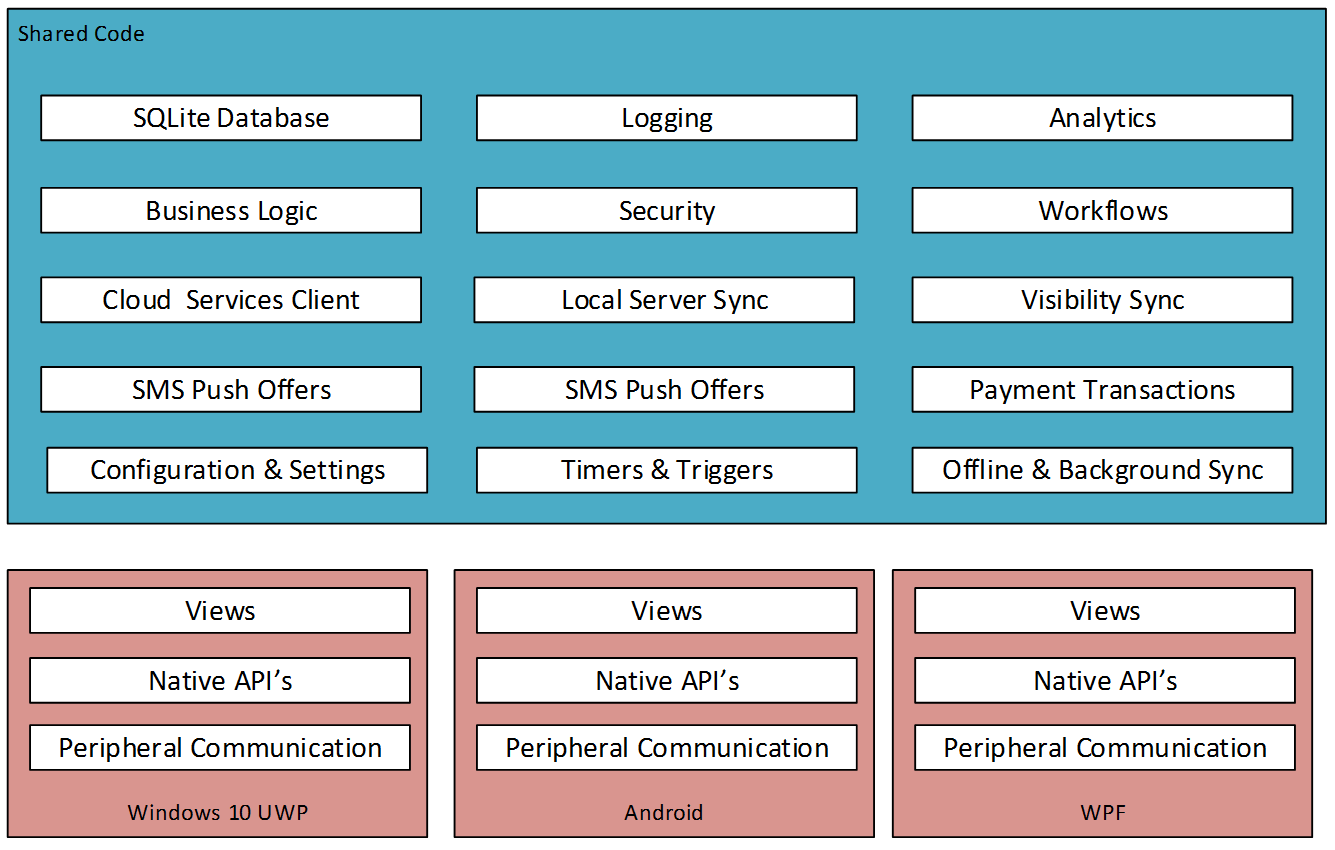 Shared Code
SQLite Database
Logging
Analytics
Business Logic
Security
Workflows
Cloud  Services Client
Local Server Sync
Visibility Sync
SMS Push Offers
SMS Push Offers
Payment Transactions
Configuration & Settings
Timers & Triggers
Offline & Background Sync
Views
Native API’s
Peripheral Communication
Windows 10 UWP
Views
Native API’s
Peripheral Communication
Android
Views
Native API’s
Peripheral Communication
WPF